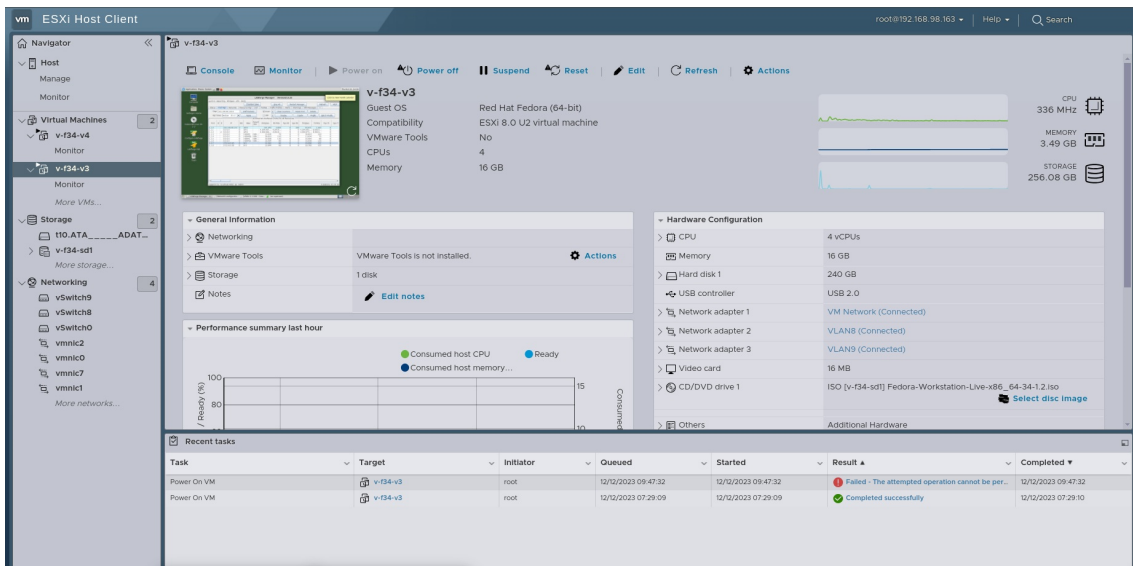 vm ESXi Host Client
root@192.168.98.163 Help Search
Navigator
Host
Manage
Monitor
Virtual Machines 2
v-f34-v4
Monitor
v-f34-v3
Monitor
More VMs...
Storage 2
t10.ATA_____ADAT...
v-f34-sd1
More storage...
Networking 4
vSwitch9
vSwitch8
vSwitch0
vmnic2
vmnic0
vmnic7
vmnic1
More networks...
v-f34-v3
Console Monitor Power on Power off Suspend Reset Edit Refresh Actions
v-f34-v3
Guest OS Red Hat Fedora (64-bit)
Compatibility ESXi 8.0 U2 virtual machine
VMware Tools No
CPUs 4
Memory 16 GB
CPU
336 MHz
MEMORY
3.49 GB
STORAGE
256.08 GB
General Information
Networking
VMware Tools VMware Tools is not installed. Actions
Storage 1 disk
Notes Edit notes
Performance summary last hour
Consumed host CPU Ready
Consumed host memory...
100
80
15
10
/ Ready (%)
Consumed
Hardware Configuration
CPU 4 vCPUs
Memory 16 GB
Hard disk 1 240 GB
USB controller USB 2.0
Network adapter 1 VM Network (Connected)
Network adapter 2 VLAN8 (Connected)
Network adapter 3 VLAN9 (Connected)
Video card 16 MB
CD/DVD drive 1 ISO [v-f34-sd1] Fedora-Workstation-Live-x86_64-34-1.2.iso
Select disc image
Others Additional Hardware
Recent tasks
Task Target Initiator Queued Started Result Completed
Power On VM v-f34-v3 root 12/12/2023 09:47:32 12/12/2023 09:47:32 Failed - The attempted operation cannot be per... 12/12/2023 09:47:32
Power On VM v-f34-v3 root 12/12/2023 07:29:09 12/12/2023 07:29:09 Completed successfully 12/12/2023 07:29:10